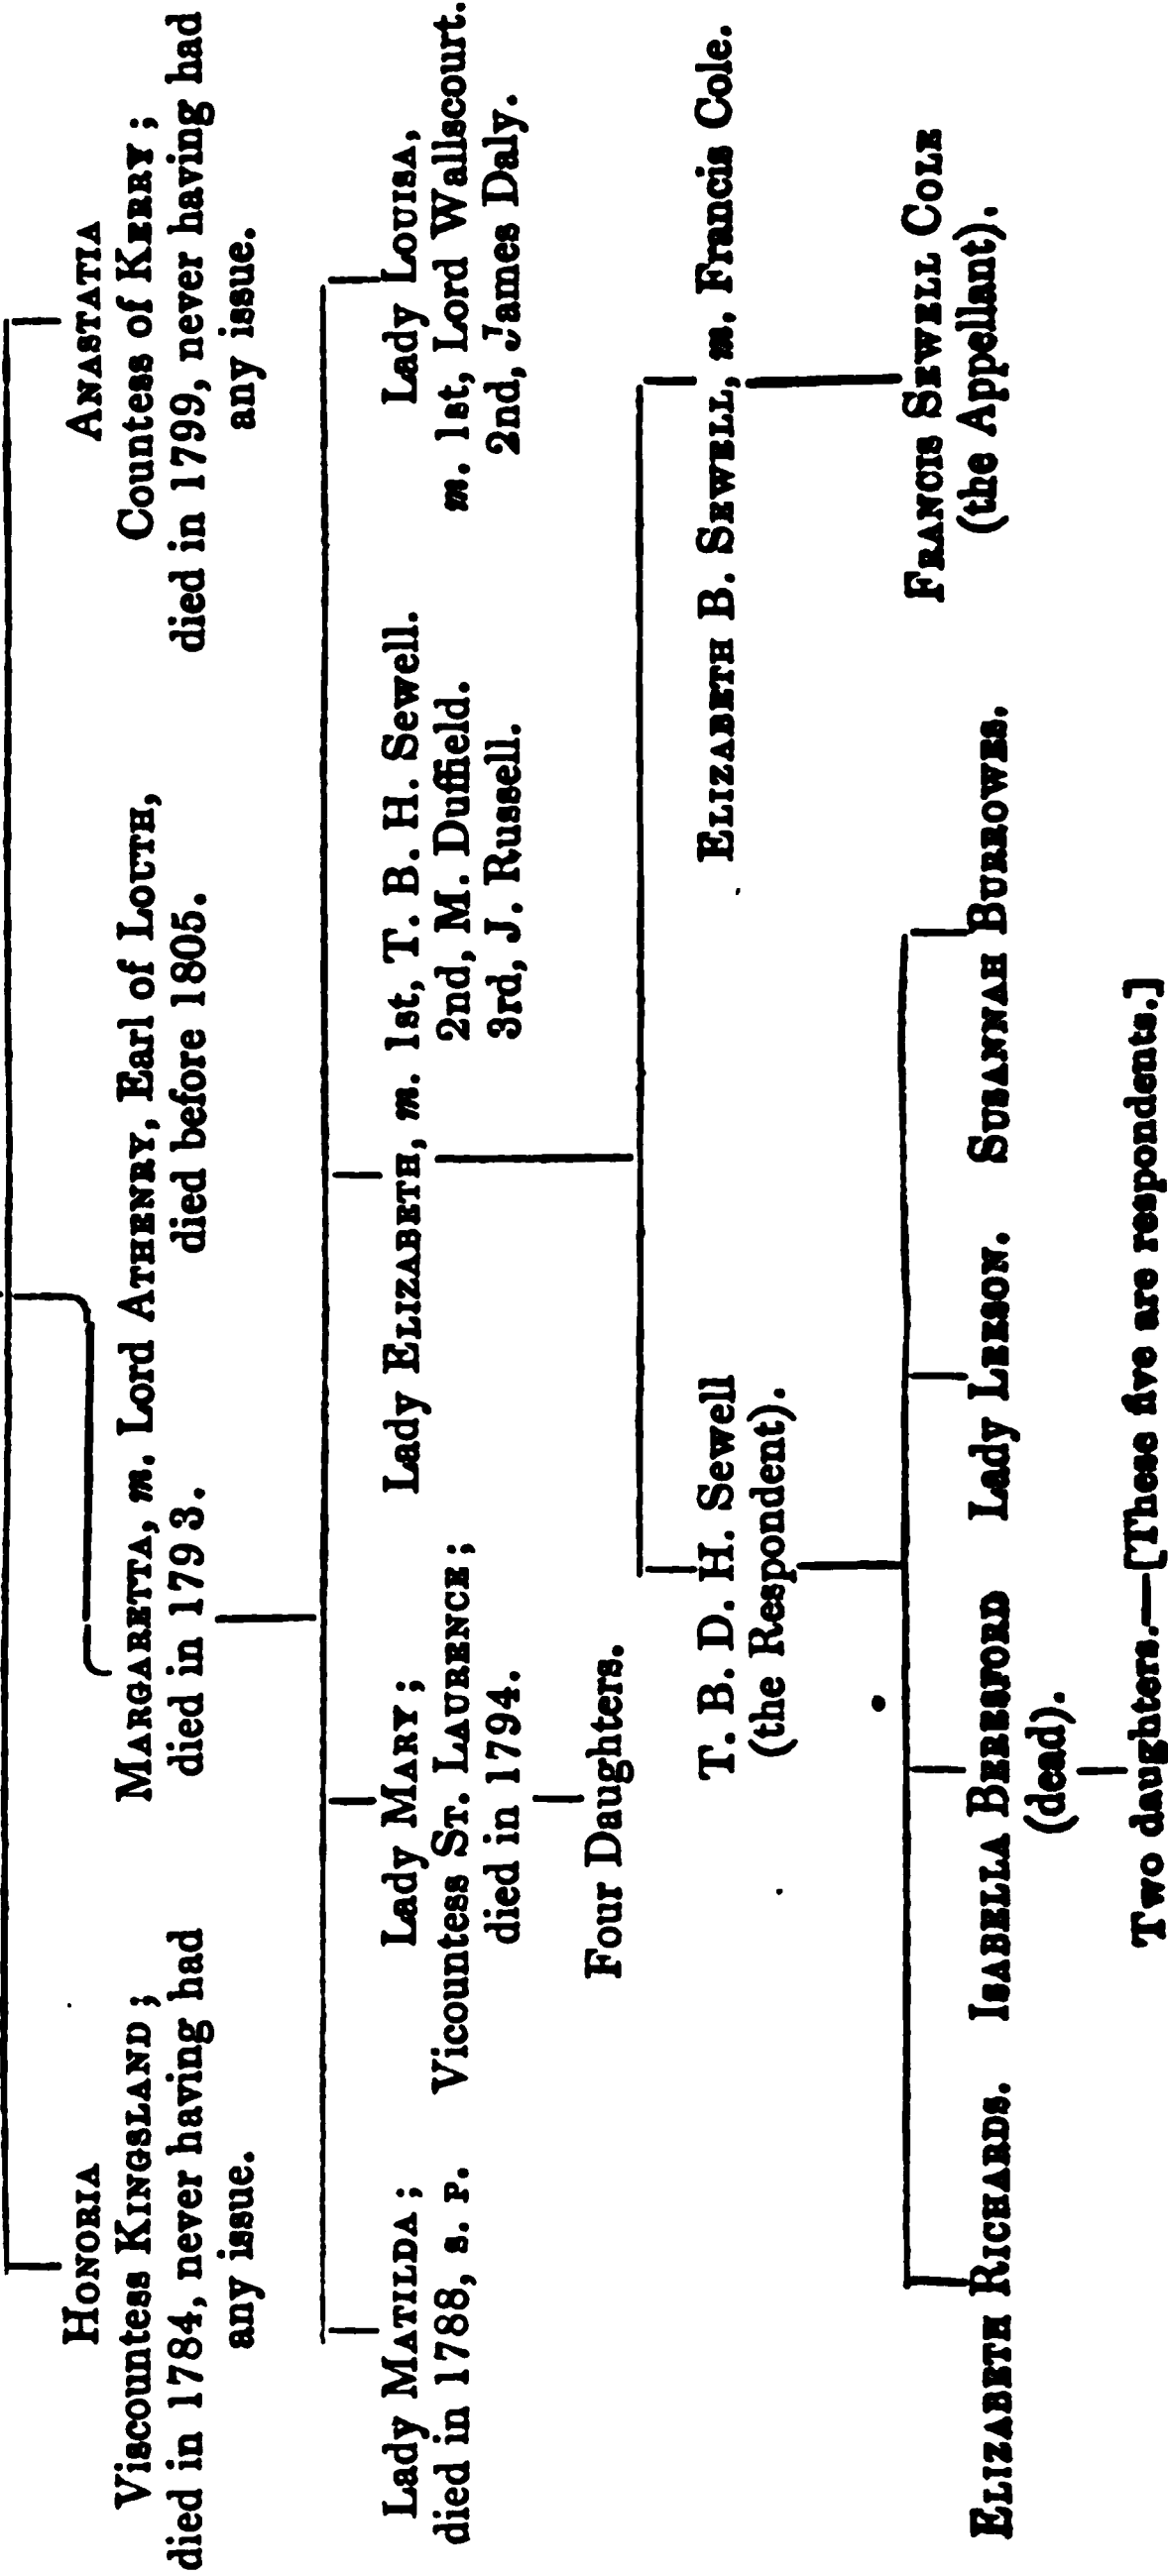 HONORIA
Viscountess KINGSLAND;
died in 1784, never having had
any issue.
MARGARETTA, m. Lord ATHENRY, Earl of LOUTH,
died in 1793. died before 1805.
ANASTATIA
Countess of KERRY;
died in 1799, never having had
any issue.
Lady MATILDA;
died in 1788, S. P.
Lady MARY;
Vicountess ST. LAURENCE;
died in 1794.
Four Daughters.
Lady ELIZABETH, m. 1st, T. B. H. Sewell.
2nd, M. Duffield.
3rd, J. Russell.
Lady LOUISA,
m. 1st, Lord Wallscourt.
2nd, James Daly.
T. B. D. H. Sewell
(the Respondent).
ELIZABETH B. SEWELL, m. Francis Cole.
FRANCIS SEWELL COLE
(the Appellant).
ELIZABETH RICHARDS. ISABELLA BERESFORD Lady LEESON. SUSANNAH BURROWES.
(dead).
Two daughters.—[These five are respondents.]